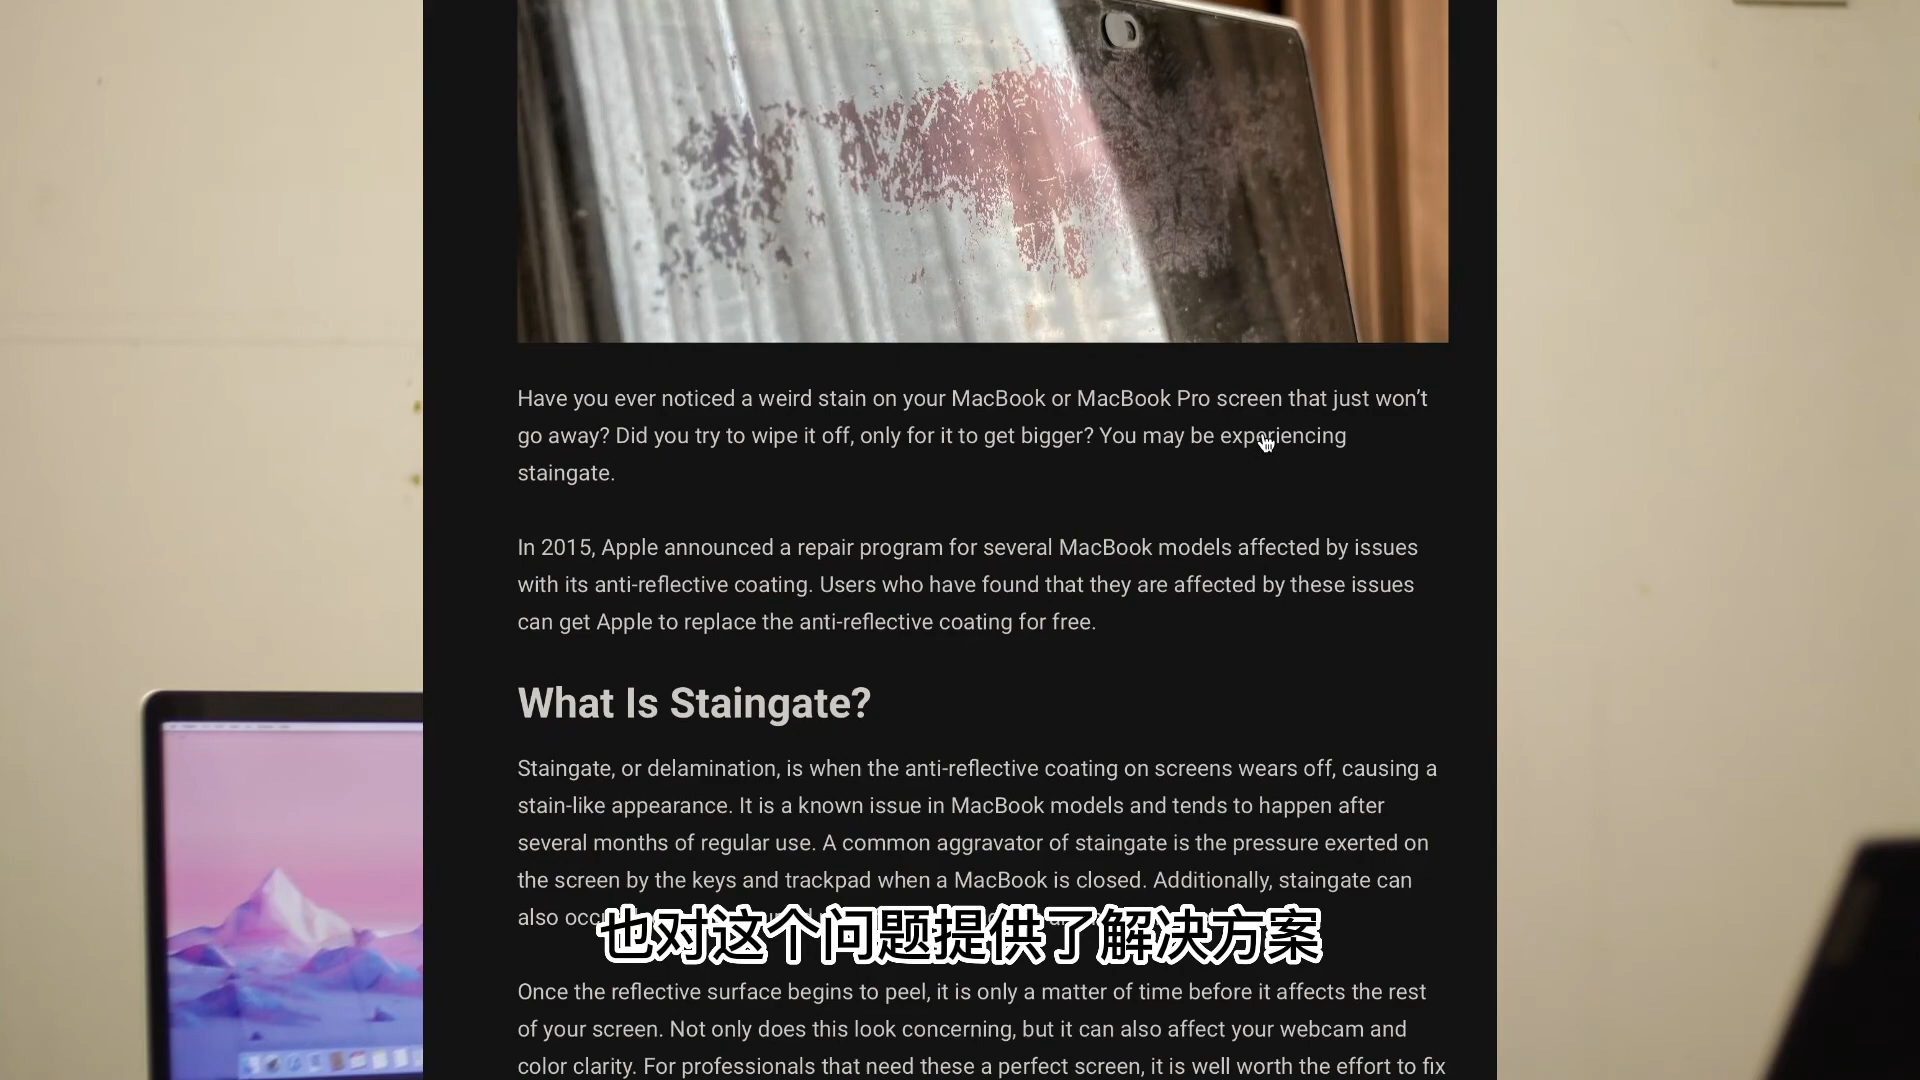 Have you ever noticed a weird stain on your MacBook or MacBook Pro screen that just won’t
go away? Did you try to wipe it off, only for it to get bigger? You may be experiencing
staingate.
In 2015, Apple announced a repair program for several MacBook models affected by issues
with its anti-reflective coating. Users who have found that they are affected by these issues
can get Apple to replace the anti-reflective coating for free.
What Is Staingate?
Staingate, or delamination, is when the anti-reflective coating on screens wears off, causing a
stain-like appearance. It is a known issue in MacBook models and tends to happen after
several months of regular use. A common aggravator of staingate is the pressure exerted on
the screen by the keys and trackpad when a MacBook is closed. Additionally, staingate can
also
也对这个问题提供了解决方案
Once the reflective surface begins to peel, it is only a matter of time before it affects the rest
of your screen. Not only does this look concerning, but it can also affect your webcam and
color clarity. For professionals that need these a perfect screen, it is well worth the effort to fix